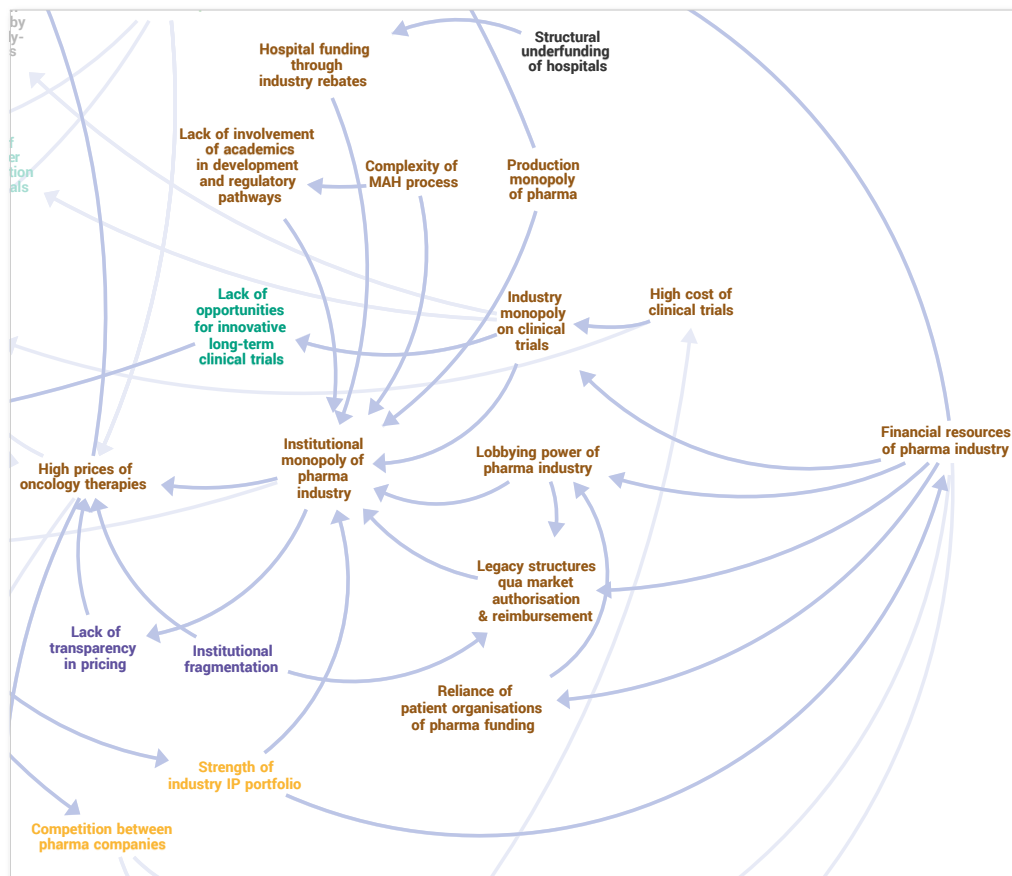 by
ly-
s
Structural
underfunding
of hospitals
Hospital funding
through
industry rebates
Lack of involvement
of academics
in development
and regulatory
pathways
Complexity of
MAH process
Production
monopoly
of pharma
f
er
tion
als
Lack of
opportunities
for innovative
long-term
clinical trials
Industry
monopoly
on clinical
trials
High cost of
clinical trials
Financial resources
of pharma industry
Institutional
monopoly of
pharma
industry
Lobbying power of
pharma industry
High prices of
oncology therapies
Legacy structures
qua market
authorisation
& reimbursement
Lack of
transparency
in pricing
Institutional
fragmentation
Reliance of
patient organisations
of pharma funding
Strength of
industry IP portfolio
Competition between
pharma companies